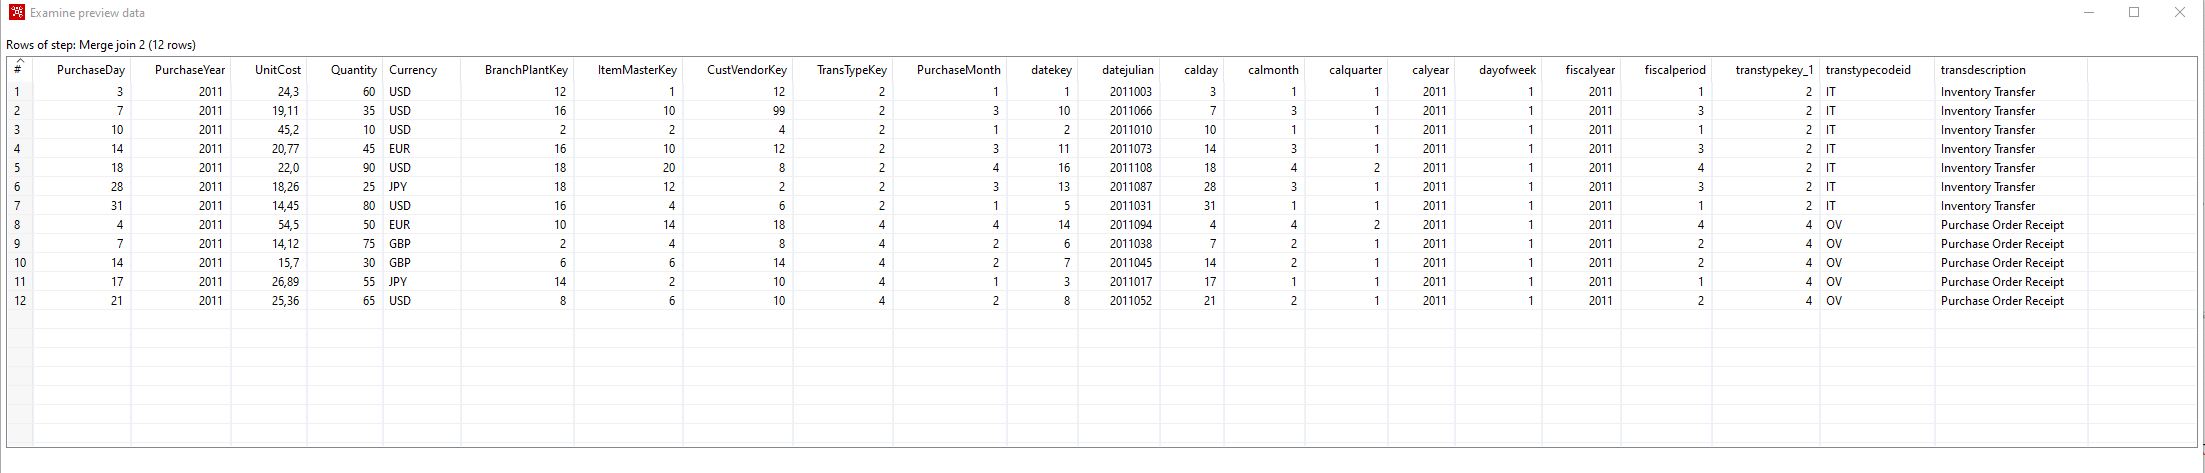 Examine preview data
Rows of step: Merge join 2 (12 rows)
# PurchaseDay PurchaseYear UnitCost Quantity Currency BranchPlantKey ItemMasterKey CustVendorKey TransTypeKey PurchaseMonth datekey datejulian calday calmonth calquarter calyear dayofweek fiscalyear fiscalperiod transtypekey_1 transtypecodeid transdescription
1 3 2011 24,3 60 USD 12 1 12 2 1 1 2011003 3 1 1 2011 1 2011 1 2 IT Inventory Transfer
2 7 2011 19,11 35 USD 16 10 99 2 3 10 2011066 7 3 1 2011 1 2011 3 2 IT Inventory Transfer
3 10 2011 45,2 10 USD 2 2 4 2 1 2 2011010 10 1 1 2011 1 2011 1 2 IT Inventory Transfer
4 14 2011 20,77 45 EUR 16 10 12 2 3 11 2011073 14 3 1 2011 1 2011 3 2 IT Inventory Transfer
5 18 2011 22,0 90 USD 18 20 8 2 4 16 2011108 18 4 2 2011 1 2011 4 2 IT Inventory Transfer
6 28 2011 18,26 25 JPY 18 12 2 2 3 13 2011087 28 3 1 2011 1 2011 3 2 IT Inventory Transfer
7 31 2011 14,45 80 USD 16 4 6 2 1 5 2011031 31 1 1 2011 1 2011 1 2 IT Inventory Transfer
8 4 2011 54,5 50 EUR 10 14 18 4 4 14 2011094 4 4 2 2011 1 2011 4 4 OV Purchase Order Receipt
9 7 2011 14,12 75 GBP 2 4 8 4 2 6 2011038 7 2 1 2011 1 2011 2 4 OV Purchase Order Receipt
10 14 2011 15,7 30 GBP 6 6 14 4 2 7 2011045 14 2 1 2011 1 2011 2 4 OV Purchase Order Receipt
11 17 2011 26,89 55 JPY 14 2 10 4 1 3 2011017 17 1 1 2011 1 2011 1 4 OV Purchase Order Receipt
12 21 2011 25,36 65 USD 8 6 10 4 2 8 2011052 21 2 1 2011 1 2011 2 4 OV Purchase Order Receipt